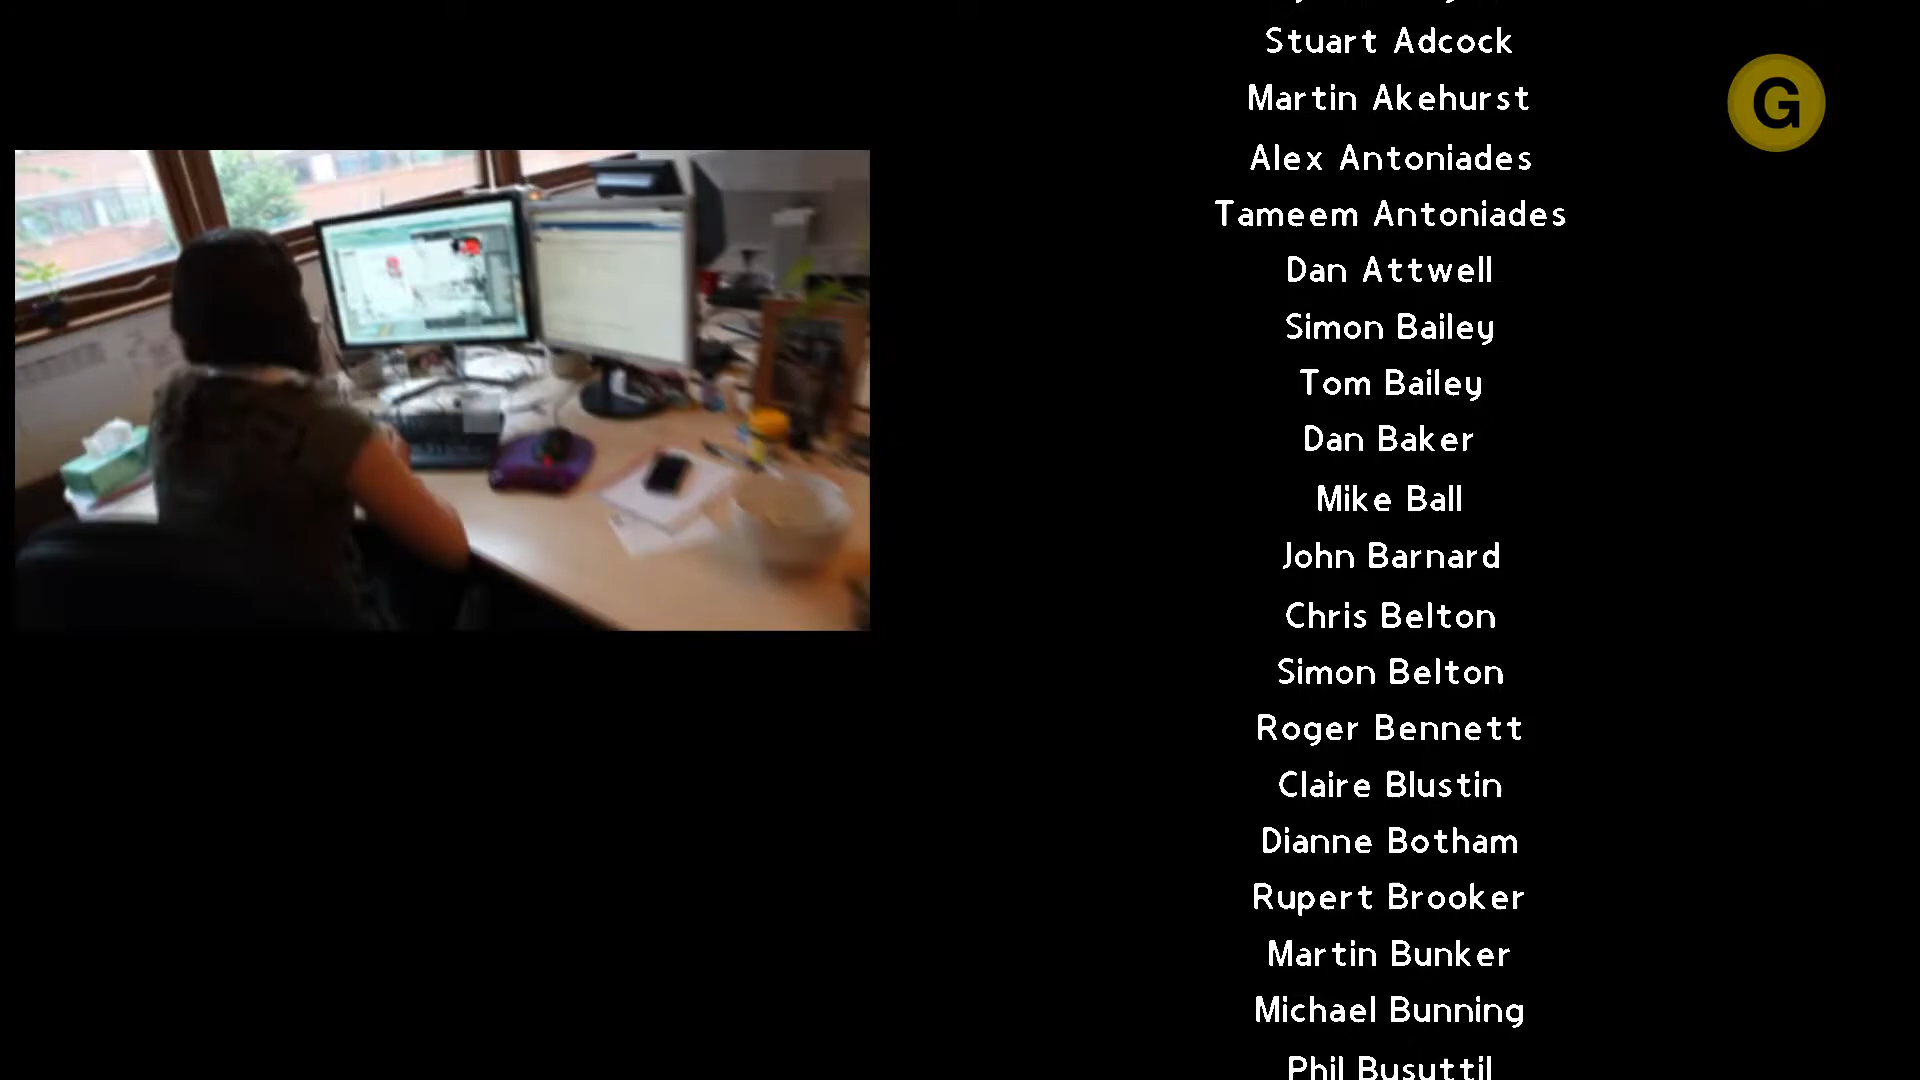 Stuart Adcock
Martin Akehurst
Alex Antoniades
Tameem Antoniades
Dan Attwell
Simon Bailey
Tom Bailey
Dan Baker
Mike Ball
John Barnard
Chris Belton
Simon Belton
Roger Bennett
Claire Blustin
Dianne Botham
Rupert Brooker
Martin Bunker
Michael Bunning
Phil Busuttil
G